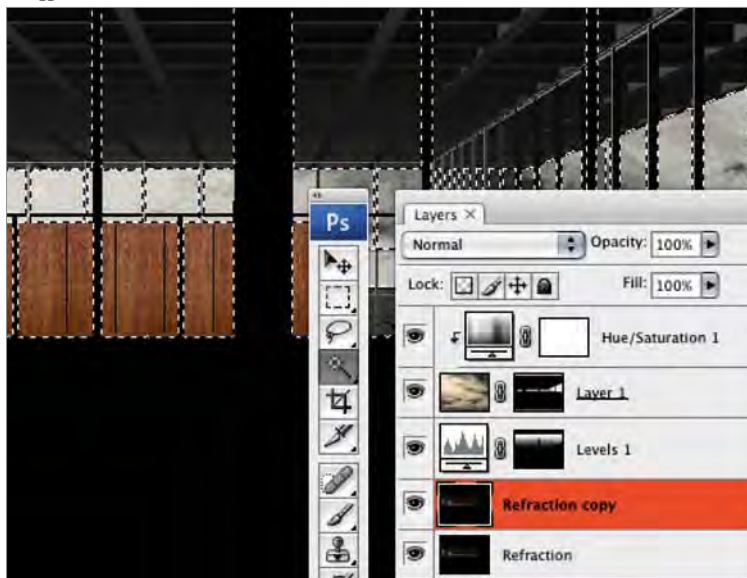 Ps
Layers ×
Normal
Opacity: 100%
Lock:
Fill: 100%
Hue/Saturation 1
Layer 1
Levels 1
Refraction copy
Refraction